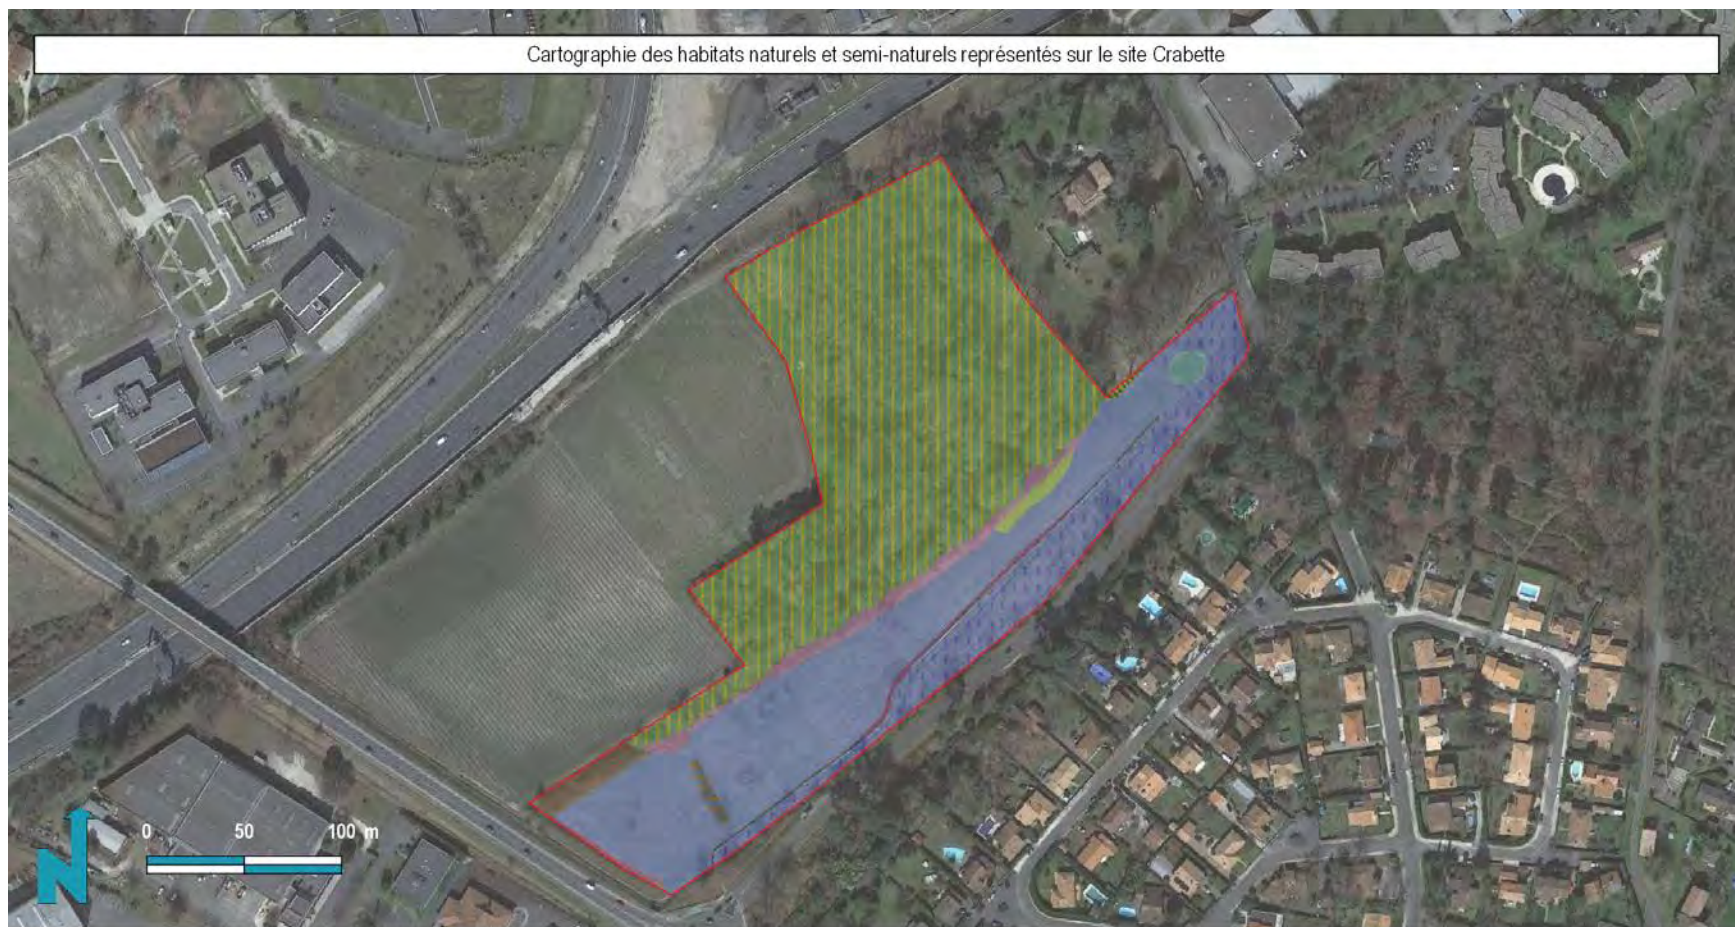 Cartographie des habitats naturels et semi-naturels représentés sur le site Crabette
0 50 100 m
N